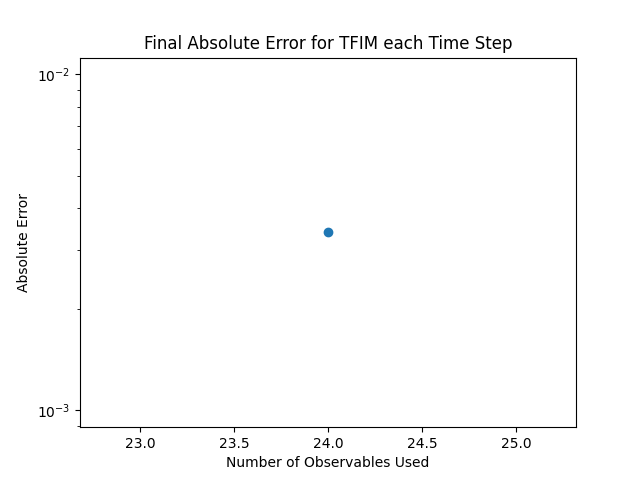 Final Absolute Error for TFIM each Time Step
10⁻²
Absolute Error
10⁻³
23.0 23.5 24.0 24.5 25.0
Number of Observables Used